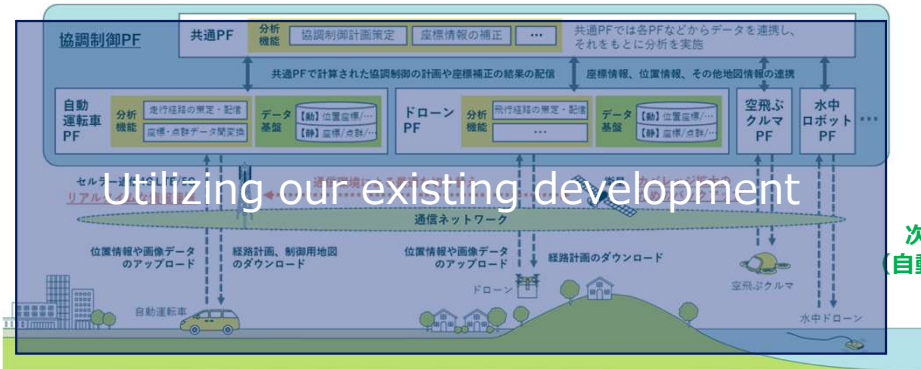 協調制御PF
共通PF
分析
機能
協調制御計画策定
座標情報の補正
…
共通PFでは各PFなどからデータを連携し、
それをもとに分析を実施
共通PFで計算された協調制御の計画や座標補正の結果の配信
座標情報、位置情報、その他地図情報の連携
自動
運転車
PF
分析
機能
走行経路の策定・配信
座標・点群データ間変換
データ
基盤
【動】位置座標/…
【静】座標/点群/…
ドローン
PF
分析
機能
飛行経路の策定・配信
…
データ
基盤
【動】位置座標/…
【静】座標/点群/…
空飛ぶ
クルマ
PF
水中
ロボット
PF
…
Utilizing our existing development
通信ネットワーク
位置情報や画像データ
のアップロード
経路計画、制御用地図
のダウンロード
位置情報や画像データ
のアップロード
経路計画のダウンロード
次
(自動
自動運転車
ドローン
空飛ぶクルマ
水中ドローン